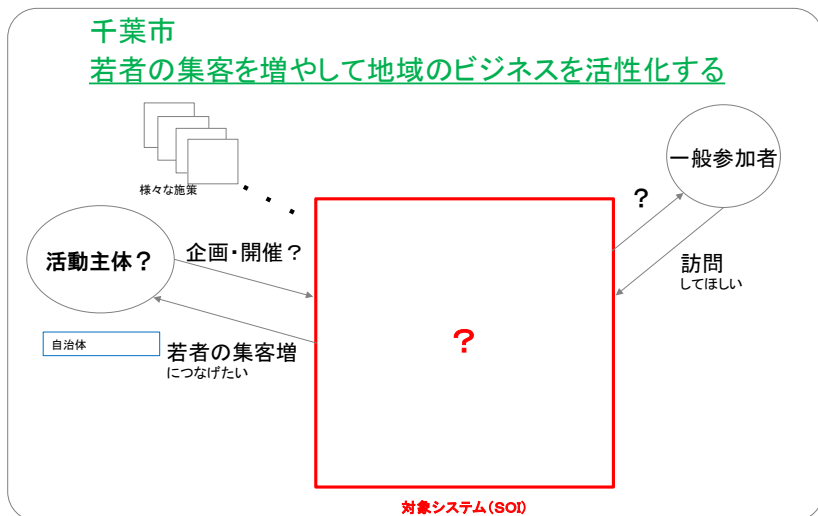 千葉市
若者の集客を増やして地域のビジネスを活性化する
様々な施策
・・・
一般参加者
?
訪問
してほしい
活動主体?
企画・開催?
自治体
若者の集客増
につなげたい
?
対象システム(SOI)